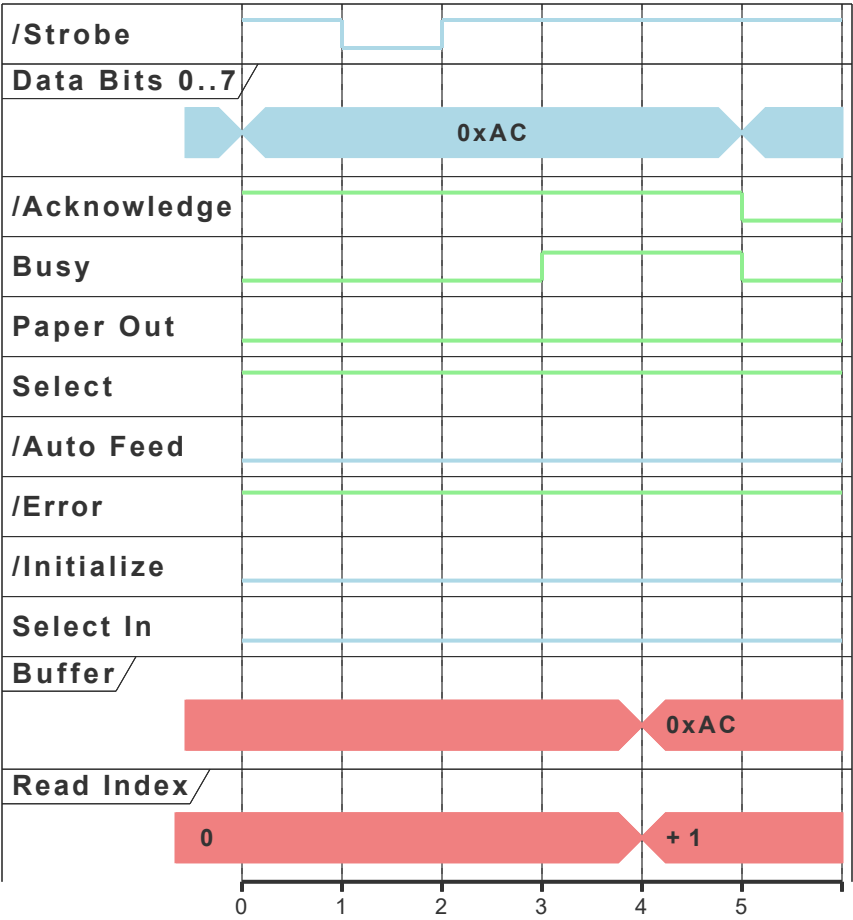 /Strobe
Data Bits 0..7
0xAC
/Acknowledge
Busy
Paper Out
Select
/Auto Feed
/Error
/Initialize
Select In
Buffer
0xAC
Read Index
0 + 1
0 1 2 3 4 5